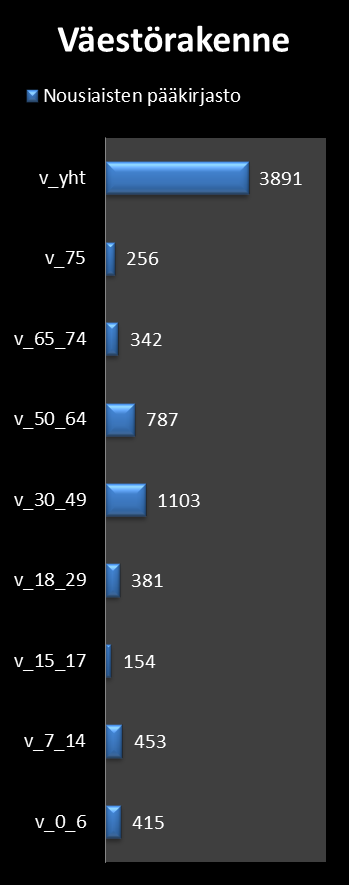 Väestörakenne
Nousiaisten pääkirjasto
v_yht 3891
v_75 256
v_65_74 342
v_50_64 787
v_30_49 1103
v_18_29 381
v_15_17 154
v_7_14 453
v_0_6 415